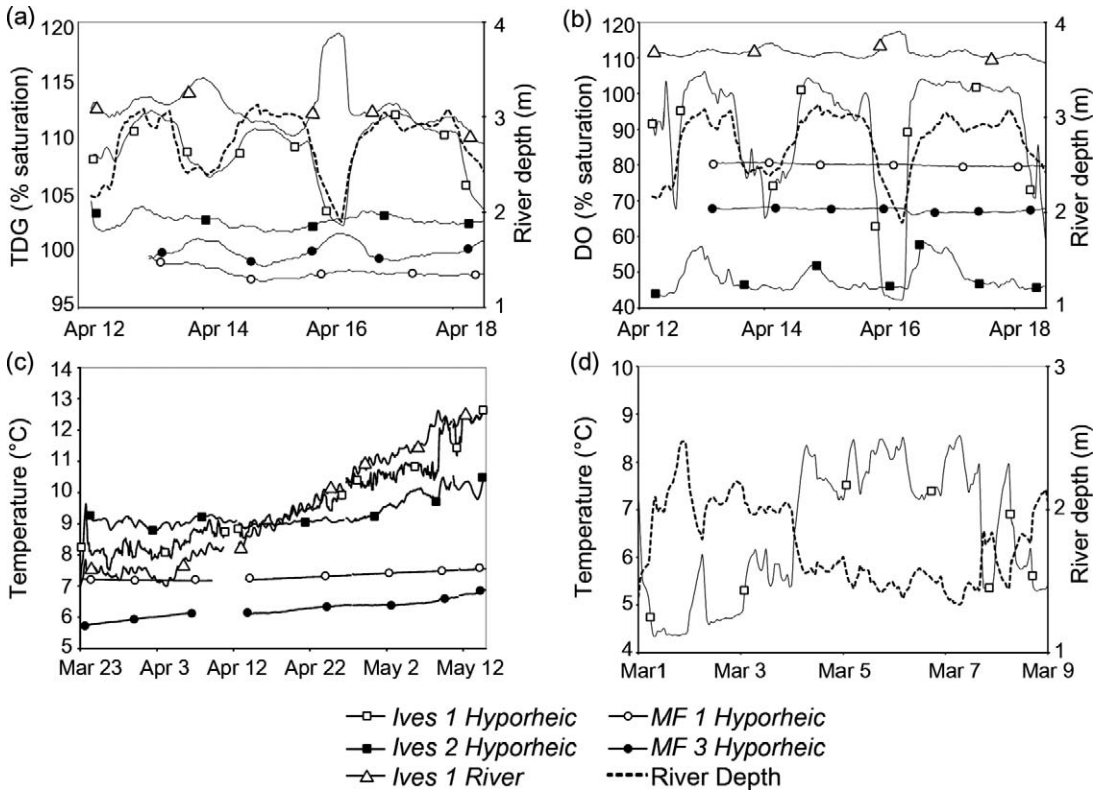 (a)
120
115
110
105
100
95
TDG (% saturation)
4
3
2
1
River depth (m)
Apr 12
Apr 14
Apr 16
Apr 18
(b)
120
110
100
90
80
70
60
50
40
DO (% saturation)
4
3
2
1
River depth (m)
Apr 12
Apr 14
Apr 16
Apr 18
(c)
14
13
12
11
10
9
8
7
6
5
Temperature (°C)
Mar 23
Apr 3
Apr 12
Apr 22
May 2
May 12
(d)
10
9
8
7
6
5
4
Temperature (°C)
3
2
1
River depth (m)
Mar1
Mar 3
Mar 5
Mar 7
Mar 9
Ives 1 Hyporheic
MF 1 Hyporheic
Ives 2 Hyporheic
MF 3 Hyporheic
Ives 1 River
River Depth